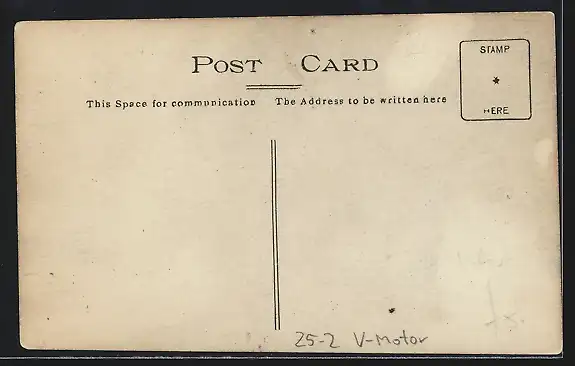 POST CARD
STAMP
*
HERE
This Space for communication The Address to be written here
25-2 V-Motor